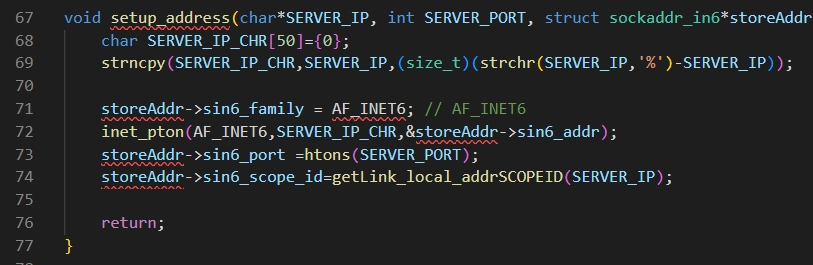 67 void setup_address(char*SERVER_IP, int SERVER_PORT, struct sockaddr_in6*storeAddr
68 char SERVER_IP_CHR[50]={0};
69 strncpy(SERVER_IP_CHR,SERVER_IP,(size_t)(strchr(SERVER_IP,'%')-SERVER_IP));
70
71 storeAddr->sin6_family = AF_INET6; // AF_INET6
72 inet_pton(AF_INET6,SERVER_IP_CHR,&storeAddr->sin6_addr);
73 storeAddr->sin6_port =htons(SERVER_PORT);
74 storeAddr->sin6_scope_id=getLink_local_addrSCOPEID(SERVER_IP);
75
76 return;
77 }